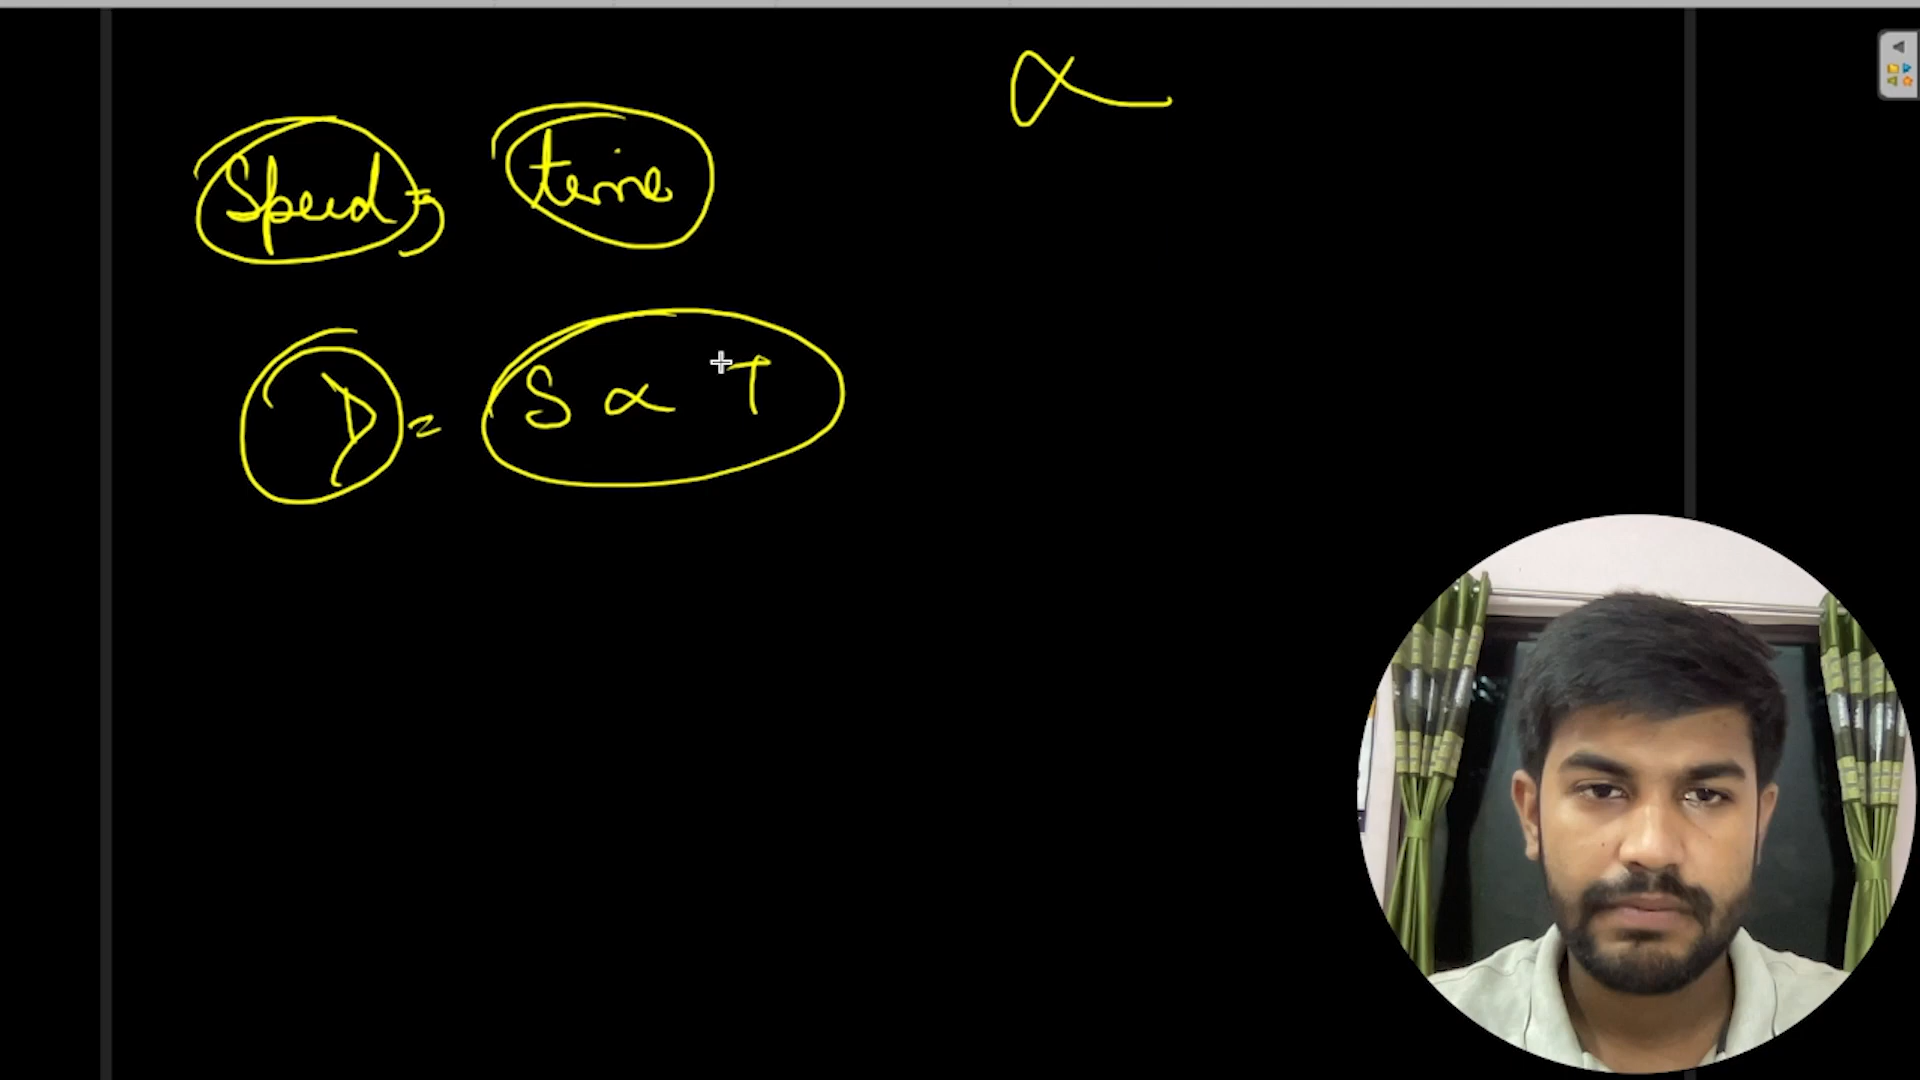 ∝
Speed, time
D = S ∝ T